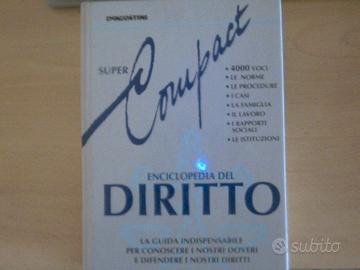 DEAGOSTINI
SUPER
Compact
• 4000 VOCI
• LE NORME
• LE PROCEDURE
• I CASI
• LA FAMIGLIA
• IL LAVORO
• I RAPPORTI
SOCIALI
• LE ISTITUZIONI
ENCICLOPEDIA DEL
DIRITTO
LA GUIDA INDISPENSABILE
PER CONOSCERE I NOSTRI DOVERI
E DIFENDERE I NOSTRI DIRITTI
subito